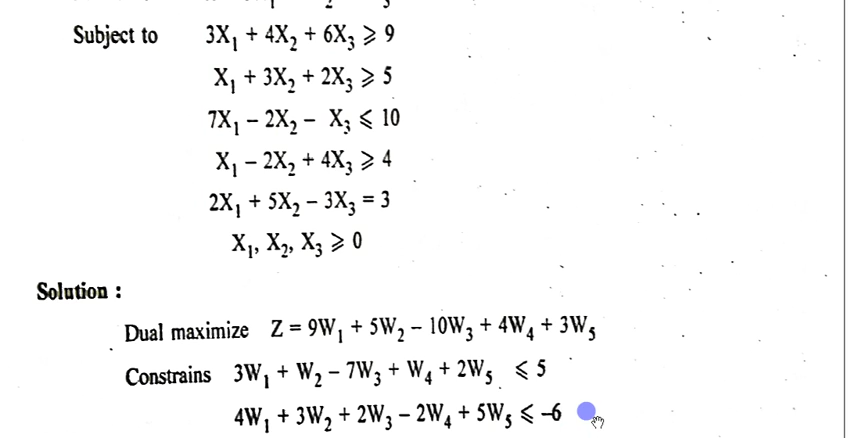 Subject to 3X₁ + 4X₂ + 6X₃ ⩾ 9
X₁ + 3X₂ + 2X₃ ⩾ 5
7X₁ − 2X₂ − X₃ ⩽ 10
X₁ − 2X₂ + 4X₃ ⩾ 4
2X₁ + 5X₂ − 3X₃ = 3
X₁, X₂, X₃ ⩾ 0
Solution :
Dual maximize Z = 9W₁ + 5W₂ − 10W₃ + 4W₄ + 3W₅
Constrains 3W₁ + W₂ − 7W₃ + W₄ + 2W₅ ⩽ 5
4W₁ + 3W₂ + 2W₃ − 2W₄ + 5W₅ ⩽ −6